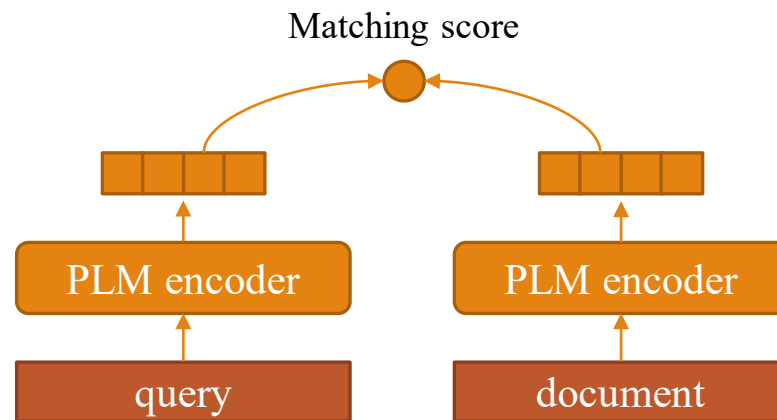 Matching score
PLM encoder
PLM encoder
query
document